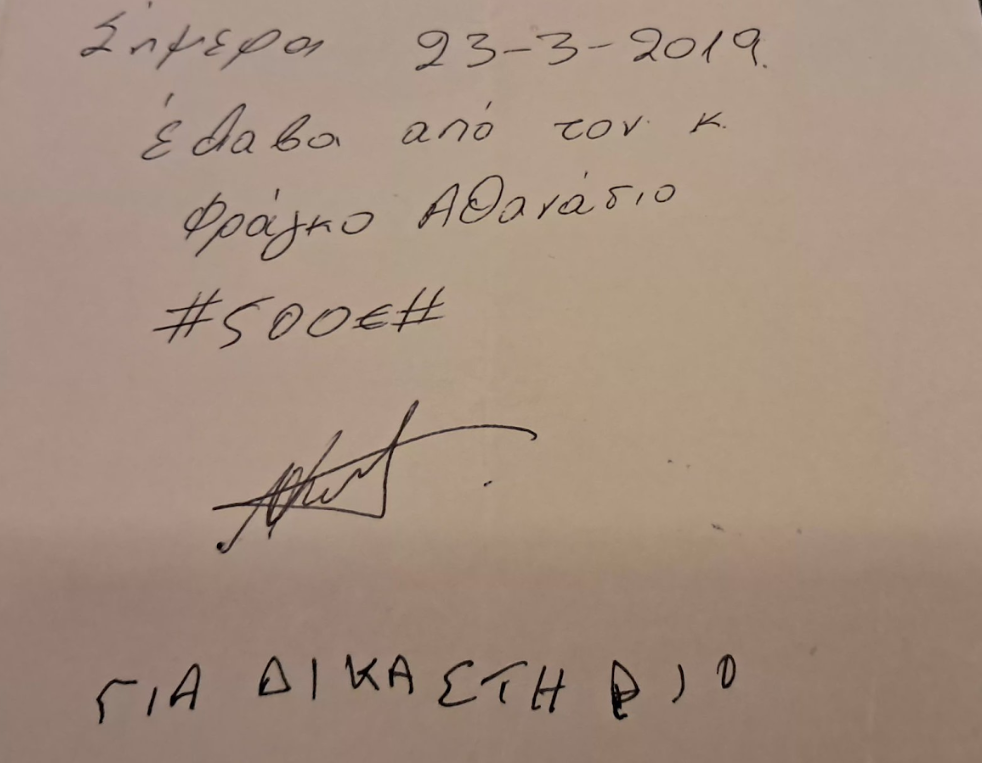 Σήμερα 23-3-2019.
έλαβα από τον κ.
Φράγκο Αθανάσιο
#500€#
ΓΙΑ ΔΙΚΑΣΤΗΡΙΟ